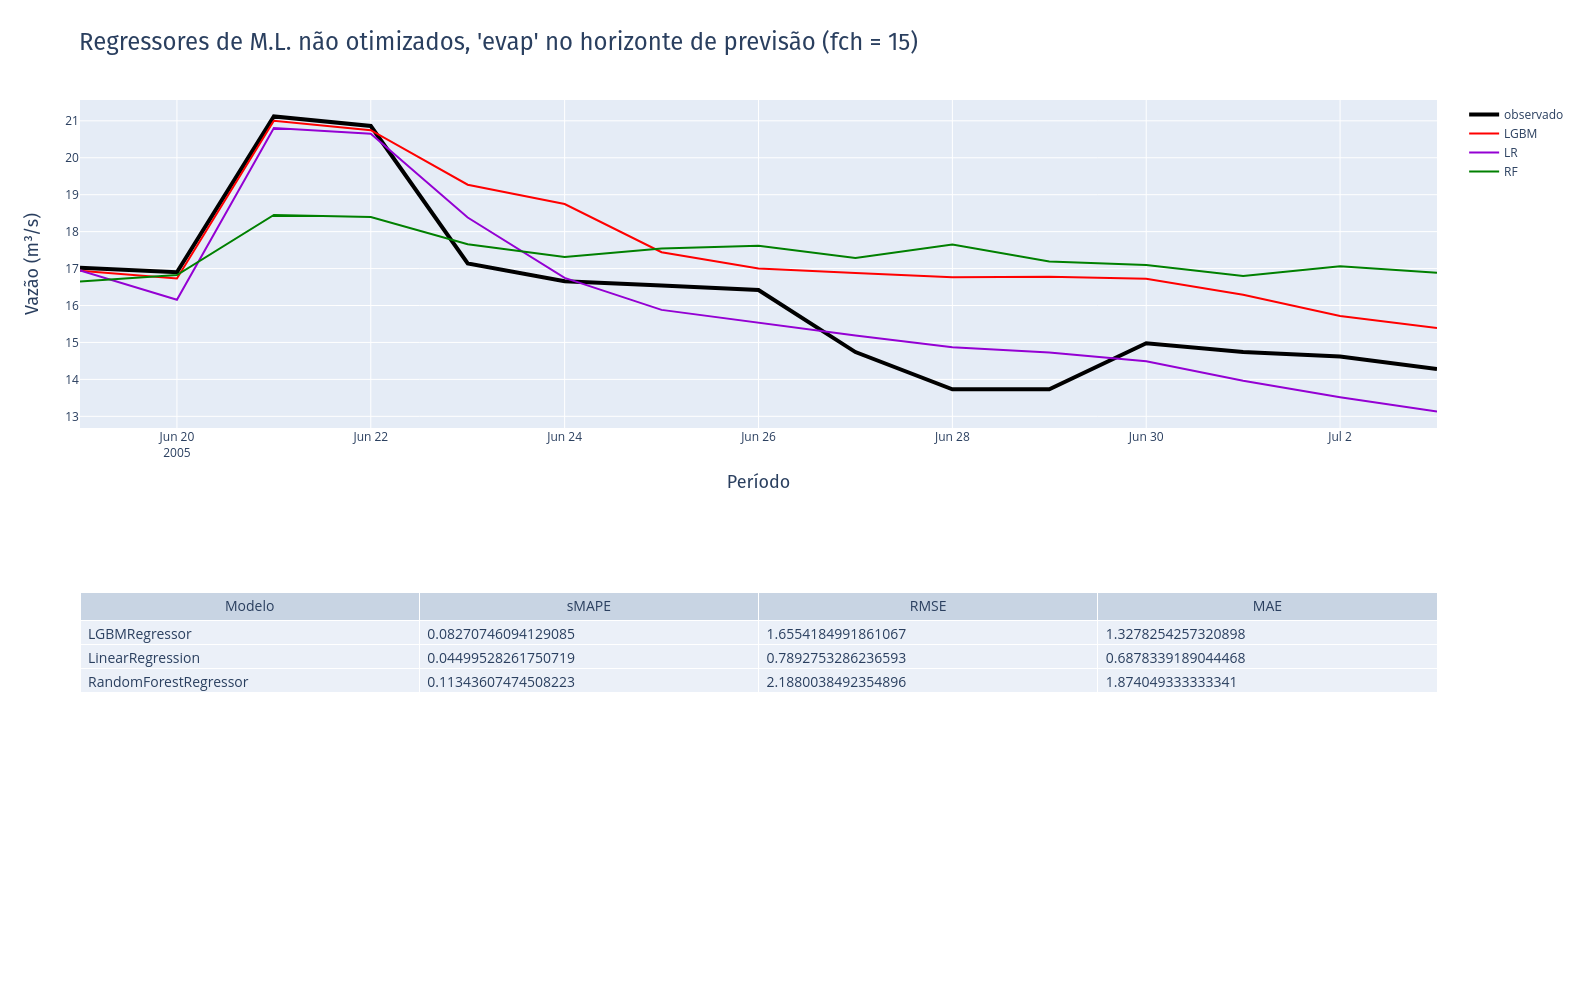 Regressores de M.L. não otimizados, 'evap' no horizonte de previsão (fch = 15)
observado
LGBM
LR
RF
Vazão (m³/s)
21
20
19
18
17
16
15
14
13
Jun 20 Jun 22 Jun 24 Jun 26 Jun 28 Jun 30 Jul 2
2005
Período
Modelo sMAPE RMSE MAE
LGBMRegressor 0.08270746094129085 1.6554184991861067 1.3278254257320898
LinearRegression 0.04499528261750719 0.7892753286236593 0.6878339189044468
RandomForestRegressor 0.11343607474508223 2.1880038492354896 1.874049333333341